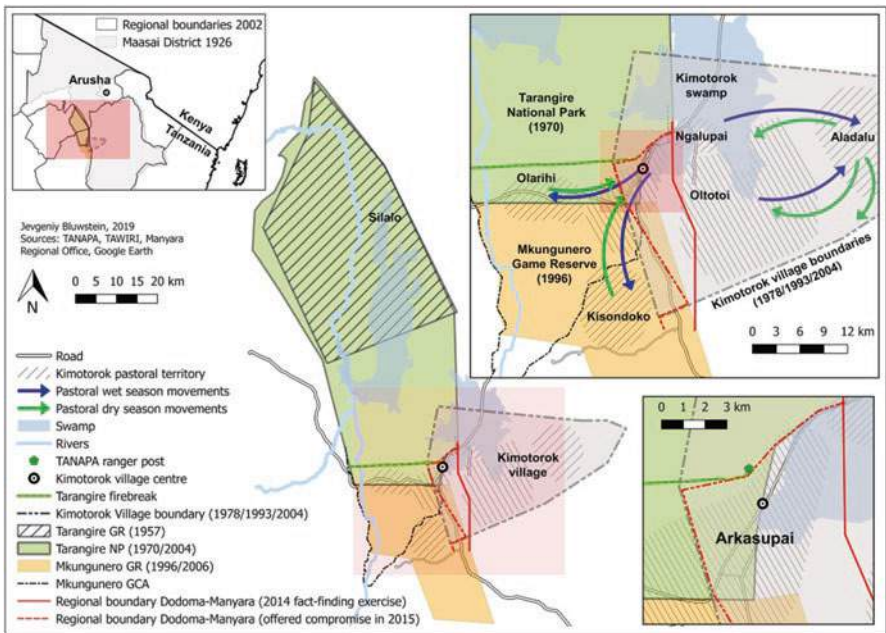 Regional boundaries 2002
Maasai District 1926
Arusha
Kenya
Tanzania
Jevgeniy Bluwstein, 2019
Sources: TANAPA, TAWIRI, Manyara
Regional Office, Google Earth
N
0 5 10 15 20 km
Road
Kimotorok pastoral territory
Pastoral wet season movements
Pastoral dry season movements
Swamp
Rivers
TANAPA ranger post
Kimotorok village centre
Tarangire firebreak
Kimotorok Village boundary (1978/1993/2004)
Tarangire GR (1957)
Tarangire NP (1970/2004)
Mkungunero GR (1996/2006)
Mkungunero GCA
Regional boundary Dodoma-Manyara (2014 fact-finding exercise)
Regional boundary Dodoma-Manyara (offered compromise in 2015)
Silalo
Kimotorok
village
Kimotorok
swamp
Tarangire
National Park
(1970)
Ngalupai
Aladalu
Olarihi
Oltotoi
Mkungunero
Game Reserve
(1996)
Kisondoko
Kimotorok village boundaries
(1978/1993/2004)
0 3 6 9 12 km
0 1 2 3 km
Arkasupai